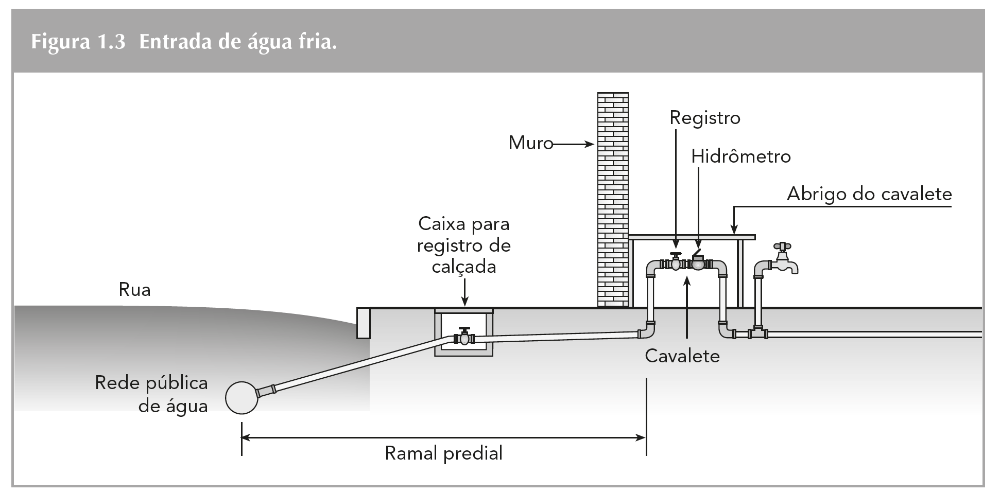 Figura 1.3 Entrada de água fria.
Registro
Muro
Hidrômetro
Abrigo do cavalete
Caixa para
registro de
calçada
Rua
Cavalete
Rede pública
de água
Ramal predial